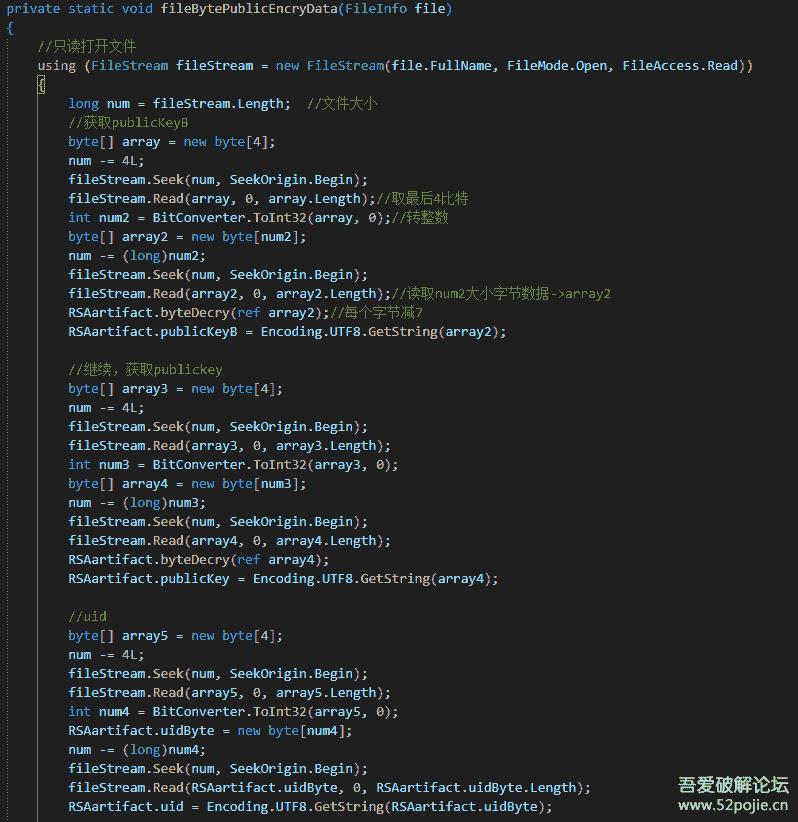 private static void fileBytePublicEncryData(FileInfo file)
{
//只读打开文件
using (FileStream fileStream = new FileStream(file.FullName, FileMode.Open, FileAccess.Read))
{
long num = fileStream.Length;  //文件大小
//获取publicKeyB
byte[] array = new byte[4];
num -= 4L;
fileStream.Seek(num, SeekOrigin.Begin);
fileStream.Read(array, 0, array.Length);//取最后4比特
int num2 = BitConverter.ToInt32(array, 0);//转整数
byte[] array2 = new byte[num2];
num -= (long)num2;
fileStream.Seek(num, SeekOrigin.Begin);
fileStream.Read(array2, 0, array2.Length);//读取num2大小字节数据->array2
RSAartifact.byteDecry(ref array2);//每个字节减7
RSAartifact.publicKeyB = Encoding.UTF8.GetString(array2);
//继续，获取publickey
byte[] array3 = new byte[4];
num -= 4L;
fileStream.Seek(num, SeekOrigin.Begin);
fileStream.Read(array3, 0, array3.Length);
int num3 = BitConverter.ToInt32(array3, 0);
byte[] array4 = new byte[num3];
num -= (long)num3;
fileStream.Seek(num, SeekOrigin.Begin);
fileStream.Read(array4, 0, array4.Length);
RSAartifact.byteDecry(ref array4);
RSAartifact.publicKey = Encoding.UTF8.GetString(array4);
//uid
byte[] array5 = new byte[4];
num -= 4L;
fileStream.Seek(num, SeekOrigin.Begin);
fileStream.Read(array5, 0, array5.Length);
int num4 = BitConverter.ToInt32(array5, 0);
RSAartifact.uidByte = new byte[num4];
num -= (long)num4;
fileStream.Seek(num, SeekOrigin.Begin);
fileStream.Read(RSAartifact.uidByte, 0, RSAartifact.uidByte.Length);
RSAartifact.uid = Encoding.UTF8.GetString(RSAartifact.uidByte);
吾爱破解论坛
www.52pojie.cn